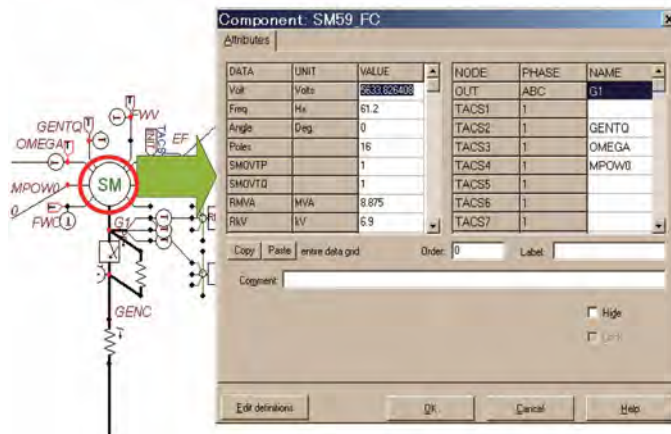 Component: SM59_FC
Attributes
DATA UNIT VALUE
Volt Volts 5633.826408
Freq Hx 61.2
Angle Deg 0
Poles 16
SMOVTP 1
SMOVTQ 1
RMVA MVA 8.875
RkV kV 6.9
NODE PHASE NAME
OUT ABC G1
TACS1 1
TACS2 1 GENTQ
TACS3 1 OMEGA
TACS4 1 MPOW0
TACS5 1
TACS6 1
TACS7 1
Copy Paste entire data grid Order: 0 Label:
Comment:
Hide
Lock
Edit definitions OK Cancel Help
FWV
GENTQ
OMEGA
EF
TACS
INIT
SM
MPOW0
0
FWC
T
T
T
G1
GENC